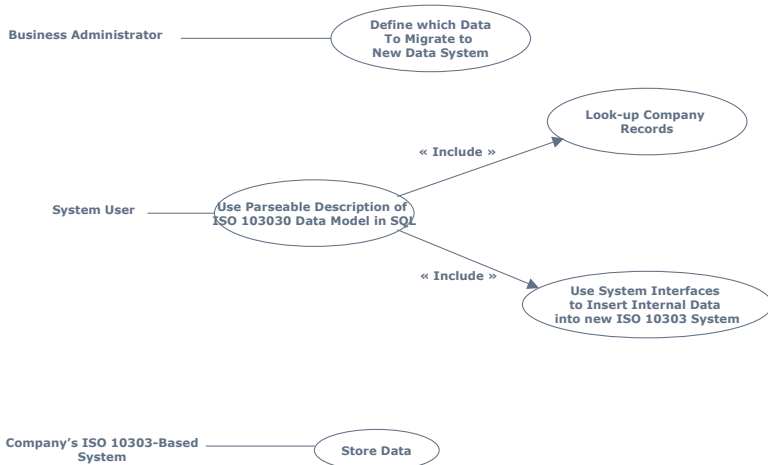 Business Administrator
Define which Data
To Migrate to
New Data System
Look-up Company
Records
« Include »
System User
Use Parseable Description of
ISO 103030 Data Model in SQL
« Include »
Use System Interfaces
to Insert Internal Data
into new ISO 10303 System
Company's ISO 10303-Based
System
Store Data